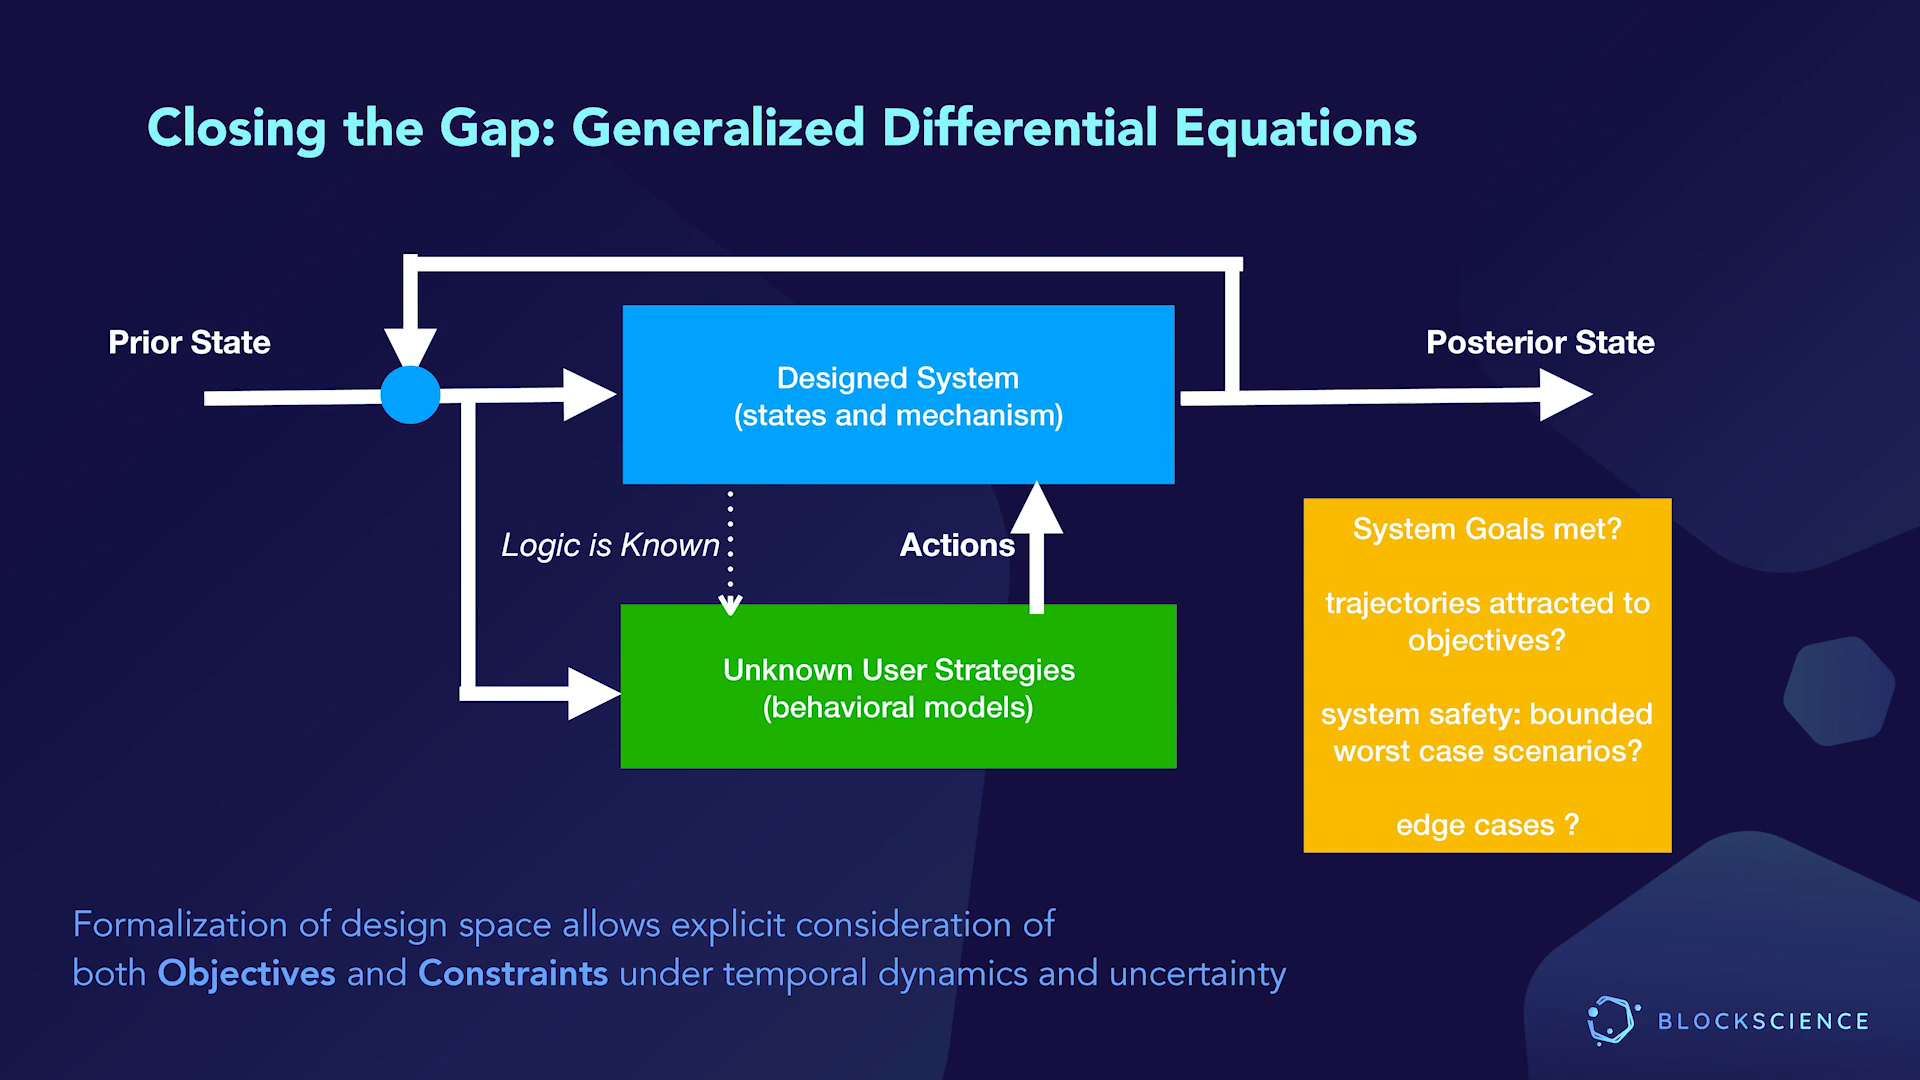 Closing the Gap: Generalized Differential Equations
Prior State
Posterior State
Designed System
(states and mechanism)
Logic is Known
Actions
Unknown User Strategies
(behavioral models)
System Goals met?
trajectories attracted to
objectives?
system safety: bounded
worst case scenarios?
edge cases ?
Formalization of design space allows explicit consideration of
both Objectives and Constraints under temporal dynamics and uncertainty
BLOCKSCIENCE